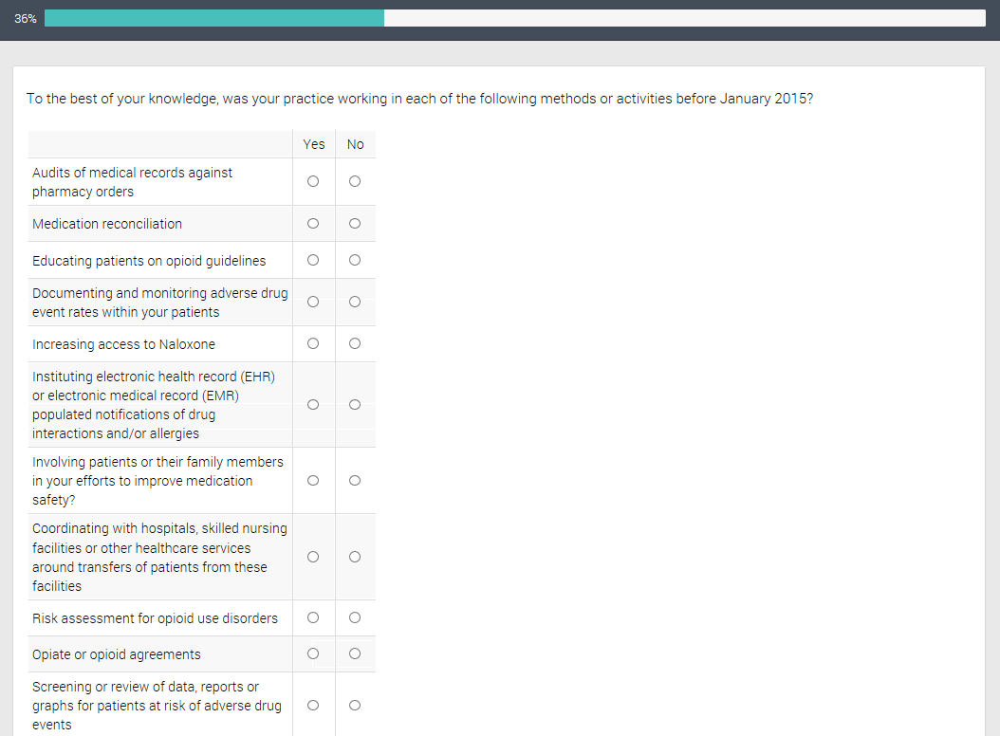 36%
To the best of your knowledge, was your practice working in each of the following methods or activities before January 2015?
Yes No
Audits of medical records against
pharmacy orders
Medication reconciliation
Educating patients on opioid guidelines
Documenting and monitoring adverse drug
event rates within your patients
Increasing access to Naloxone
Instituting electronic health record (EHR)
or electronic medical record (EMR)
populated notifications of drug
interactions and/or allergies
Involving patients or their family members
in your efforts to improve medication
safety?
Coordinating with hospitals, skilled nursing
facilities or other healthcare services
around transfers of patients from these
facilities
Risk assessment for opioid use disorders
Opiate or opioid agreements
Screening or review of data, reports or
graphs for patients at risk of adverse drug
events